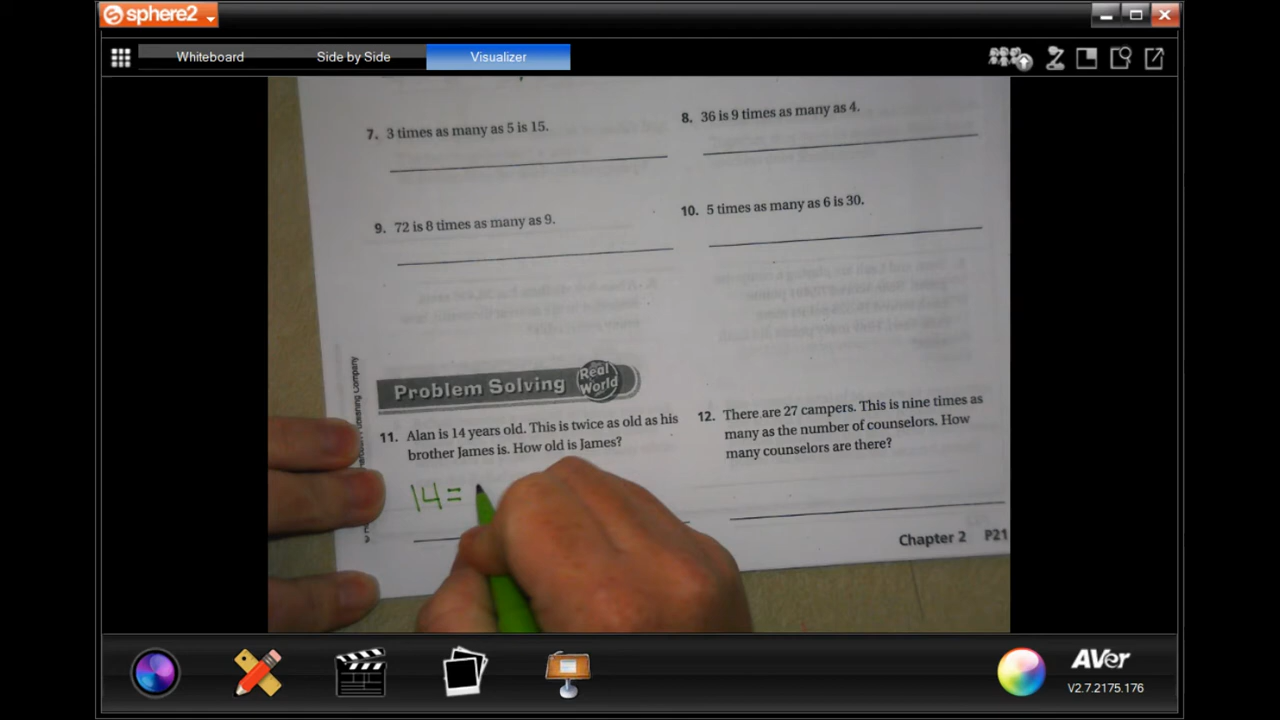 sphere2
Whiteboard
Side by Side
Visualizer
7. 3 times as many as 5 is 15.
8. 36 is 9 times as many as 4.
9. 72 is 8 times as many as 9.
10. 5 times as many as 6 is 30.
Problem Solving Real World
11. Alan is 14 years old. This is twice as old as his
brother James is. How old is James?
14 =
12. There are 27 campers. This is nine times as
many as the number of counselors. How
many counselors are there?
Chapter 2 P21
AVer
V2.7.2175.176